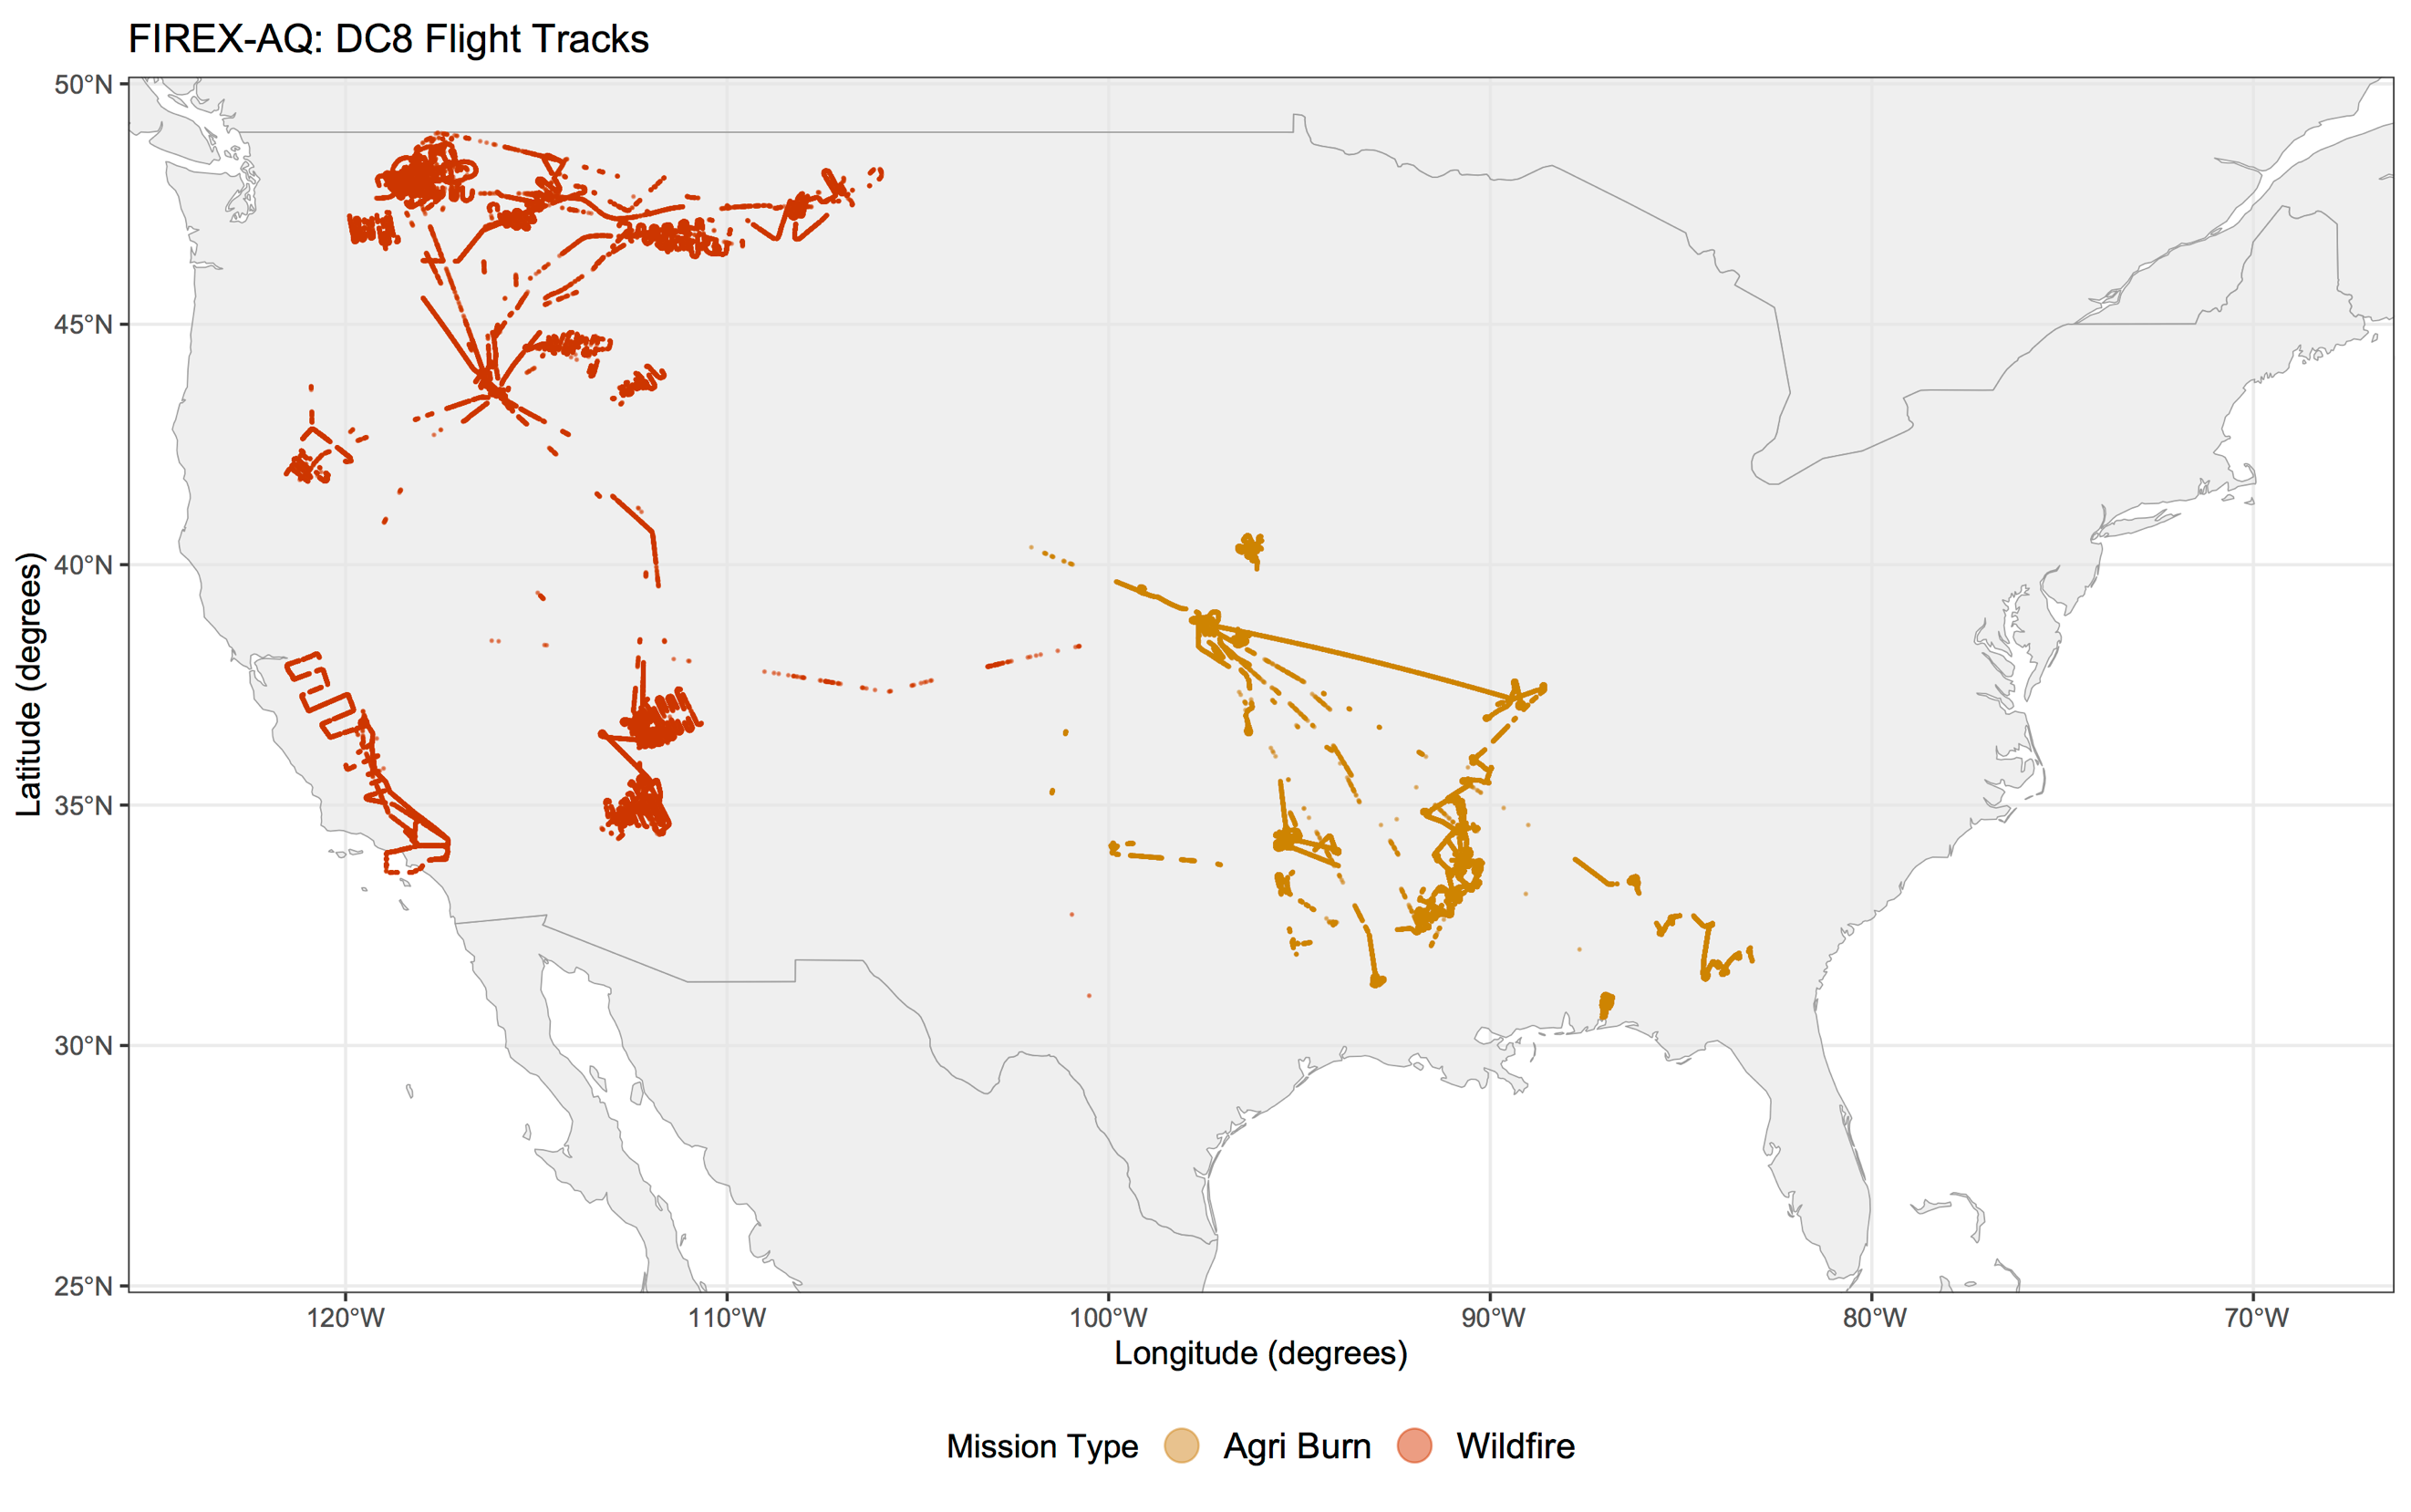 FIREX-AQ: DC8 Flight Tracks
50°N
45°N
40°N
35°N
30°N
25°N
Latitude (degrees)
120°W 110°W 100°W 90°W 80°W 70°W
Longitude (degrees)
Mission Type Agri Burn Wildfire